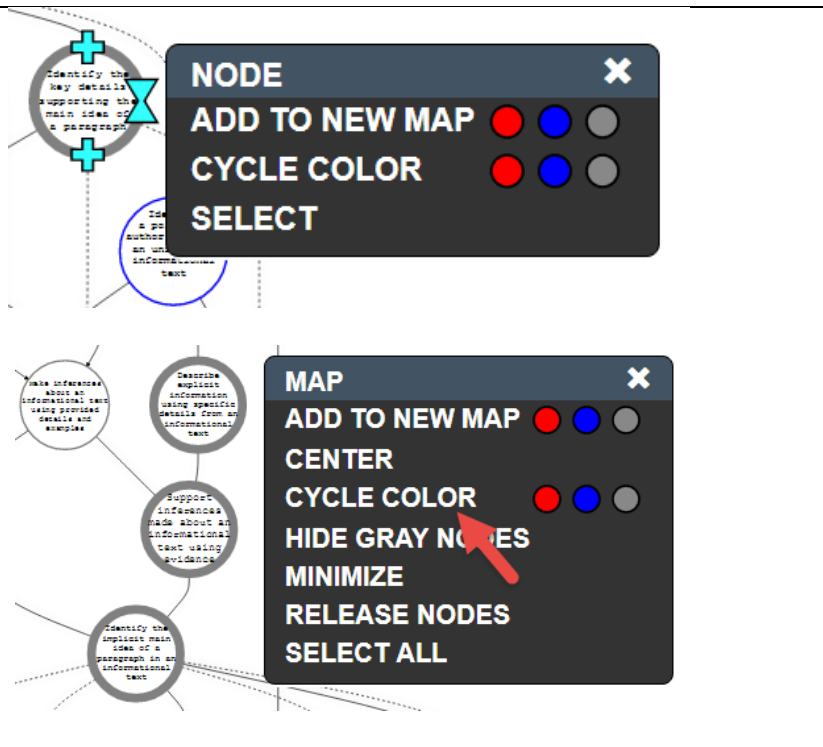 Identify the
key details
supporting the
main idea of
a paragraph
NODE
ADD TO NEW MAP
CYCLE COLOR
SELECT
an
informational
text
make inferences
about an
informational text
using provided
details and
examples
Describe
explicit
information
using specific
details from an
informational
text
Support
inferences
made about an
informational
text using
evidence
Identify the
implicit main
idea of a
paragraph in an
informational
text
MAP
ADD TO NEW MAP
CENTER
CYCLE COLOR
HIDE GRAY NODES
MINIMIZE
RELEASE NODES
SELECT ALL